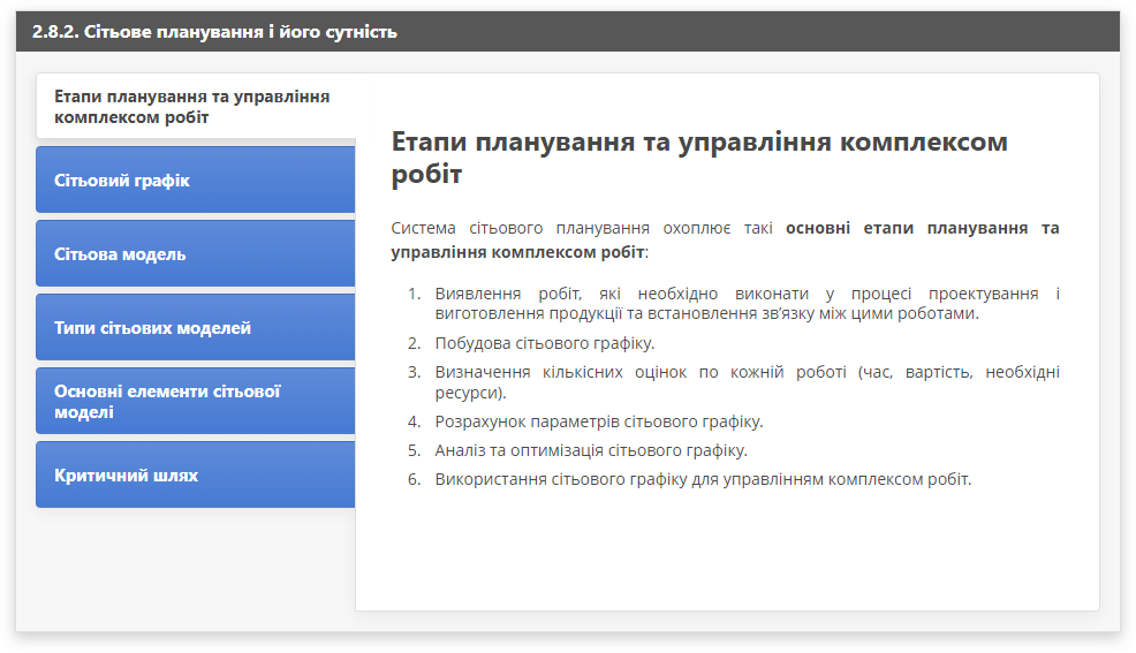 2.8.2. Сітьове планування і його сутність
Етапи планування та управління
комплексом робіт
Сітьовий графік
Сітьова модель
Типи сітьових моделей
Основні елементи сітьової
моделі
Критичний шлях
Етапи планування та управління комплексом
робіт
Система сітьового планування охоплює такі основні етапи планування та
управління комплексом робіт:
1. Виявлення робіт, які необхідно виконати у процесі проектування і
виготовлення продукції та встановлення зв’язку між цими роботами.
2. Побудова сітьового графіку.
3. Визначення кількісних оцінок по кожній роботі (час, вартість, необхідні
ресурси).
4. Розрахунок параметрів сітьового графіку.
5. Аналіз та оптимізація сітьового графіку.
6. Використання сітьового графіку для управлінням комплексом робіт.